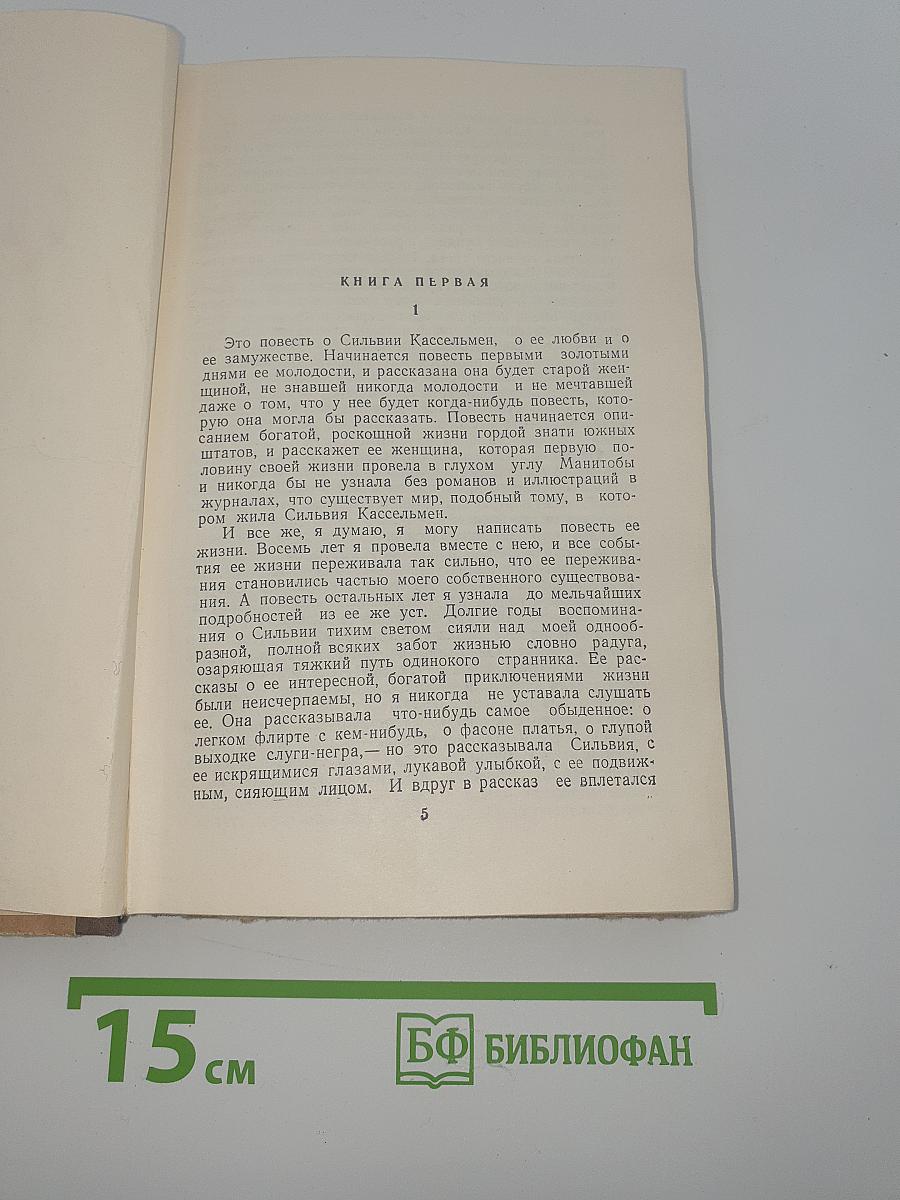 КНИГА ПЕРВАЯ
1
Это повесть о Сильвии Кассельмен, о ее любви и о
ее замужестве. Начинается повесть первыми золотыми
днями ее молодости, и рассказана она будет старой жен-
щиной, не знавшей никогда молодости и не мечтавшей
даже о том, что у нее будет когда-нибудь повесть, кото-
рую она могла бы рассказать. Повесть начинается опи-
санием богатой, роскошной жизни гордой знати южных
штатов, и расскажет ее женщина, которая первую по-
ловину своей жизни провела в глухом углу Манитобы
и никогда бы не узнала без романов и иллюстраций в
журналах, что существует мир, подобный тому, в кото-
ром жила Сильвия Кассельмен.
И все же, я думаю, я могу написать повесть ее
жизни. Восемь лет я провела вместе с нею, и все собы-
тия ее жизни переживала так сильно, что ее пережива-
ния становились частью моего собственного существова-
ния. А повесть остальных лет я узнала до мельчайших
подробностей из ее же уст. Долгие годы воспомина-
ния о Сильвии тихим светом сияли над моей однооб-
разной, полной всяких забот жизнью словно радуга,
озаряющая тяжкий путь одинокого странника. Ее рас-
сказы о ее интересной, богатой приключениями жизни
были неисчерпаемы, но я никогда не уставала слушать
ее. Она рассказывала что-нибудь самое обыденное: о
легком флирте с кем-нибудь, о фасоне платья, о глупой
выходке слуги-негра,— но это рассказывала Сильвия, с
ее искрящимися глазами, лукавой улыбкой, с ее подвиж-
ным, сияющим лицом. И вдруг в рассказ ее вплетался
5
15 см
БФ БИБЛИОФАН